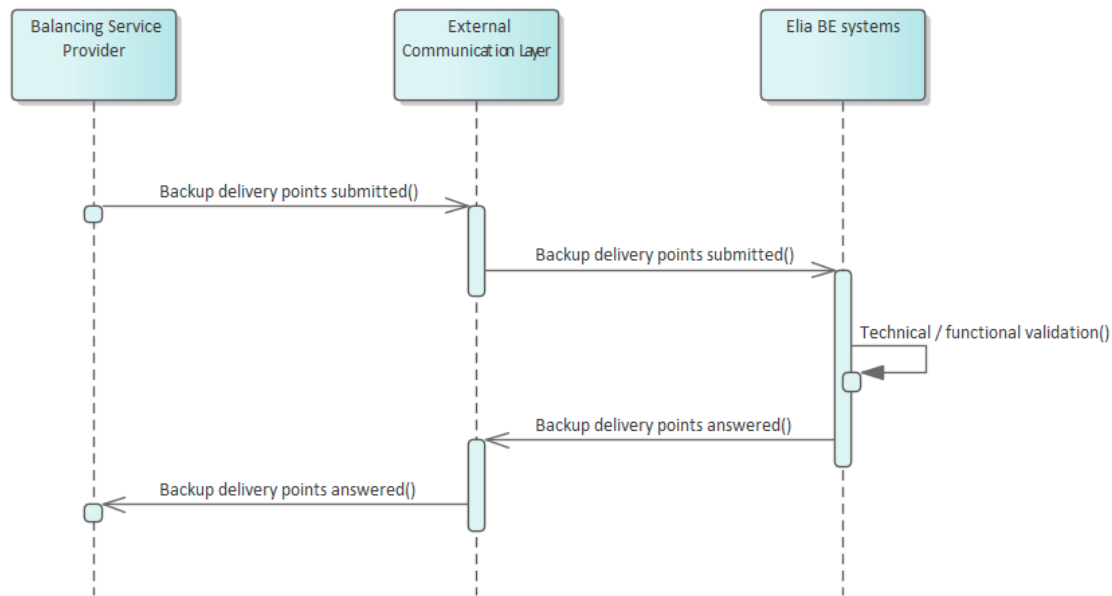 Balancing Service
Provider
External
Communication Layer
Elia BE systems
Backup delivery points submitted()
Backup delivery points submitted()
Technical / functional validation()
Backup delivery points answered()
Backup delivery points answered()